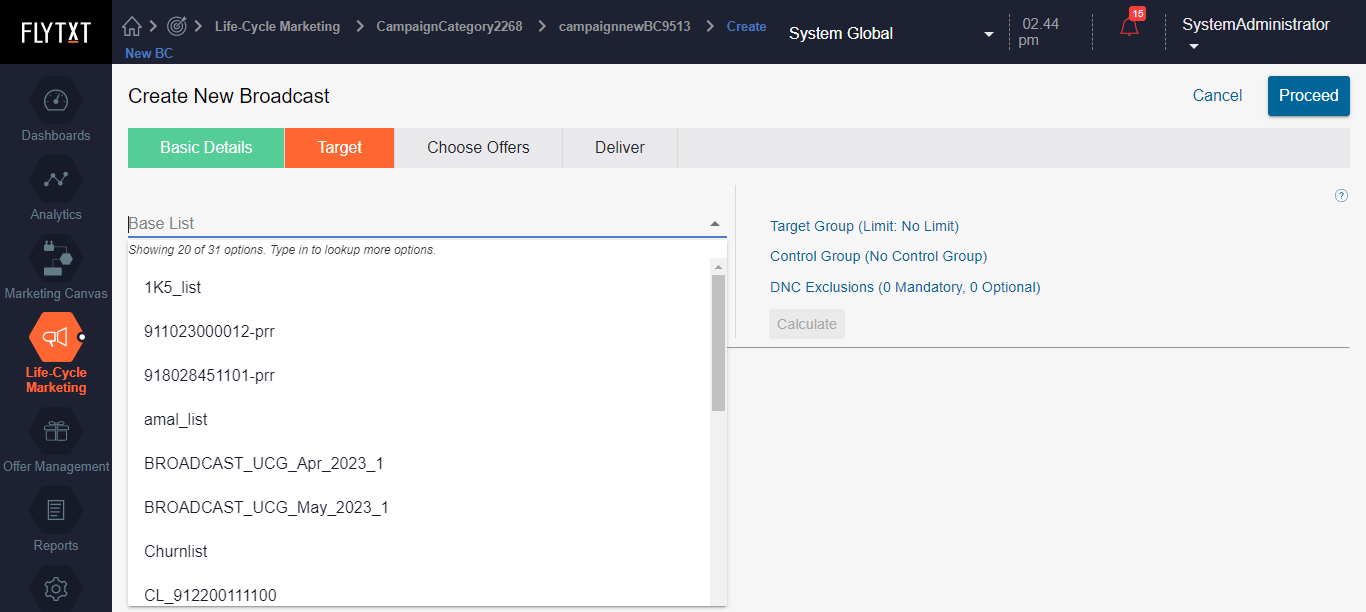 FLYTXT
Life-Cycle Marketing
CampaignCategory2268
campaignnewBC9513
Create
New BC
System Global
02.44
pm
15
SystemAdministrator
Dashboards
Analytics
Marketing Canvas
Life-Cycle
Marketing
Offer Management
Reports
Create New Broadcast
Cancel
Proceed
Basic Details
Target
Choose Offers
Deliver
Base List
Showing 20 of 31 options. Type in to lookup more options.
1K5_list
911023000012-prr
918028451101-prr
amal_list
BROADCAST_UCG_Apr_2023_1
BROADCAST_UCG_May_2023_1
Churnlist
CL_912200111100
?
Target Group (Limit: No Limit)
Control Group (No Control Group)
DNC Exclusions (0 Mandatory, 0 Optional)
Calculate